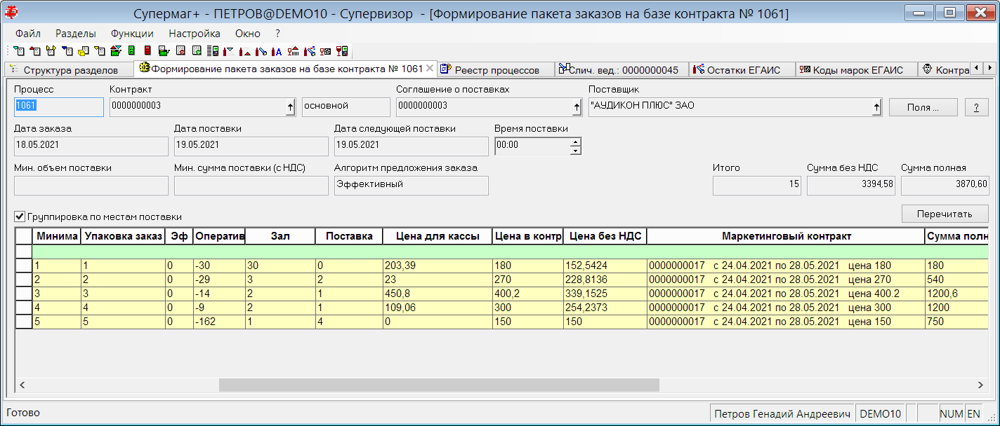 Супермаг+ - ПЕТРОВ@DEMO10 - Супервизор - [Формирование пакета заказов на базе контракта № 1061]
Файл Разделы Функции Настройка Окно ?
Структура разделов Формирование пакета заказов на базе контракта № 1061 Реестр процессов Слич. вед.: 0000000045 Остатки ЕГАИС Коды марок ЕГАИС Контра
Процесс Контракт Соглашение о поставках Поставщик
1061 0000000003 основной 0000000003 "АУДИКОН ПЛЮС" ЗАО Поля ... ?
Дата заказа Дата поставки Дата следующей поставки Время поставки
18.05.2021 19.05.2021 19.05.2021 00:00
Мин. объем поставки Мин. сумма поставки (с НДС) Алгоритм предложения заказа Итого Сумма без НДС Сумма полная
Эффективный 15 3394,58 3870,60
Группировка по местам поставки Перечитать
Минима Упаковка заказ Эф Оператив Зал Поставка Цена для кассы Цена в контр Цена без НДС Маркетинговый контракт Сумма полн
1 1 0 -30 30 0 203,39 180 152,5424 0000000017 с 24.04.2021 по 28.05.2021 цена 180 180
2 2 0 -29 3 2 23 270 228,8136 0000000017 с 24.04.2021 по 28.05.2021 цена 270 540
3 3 0 -14 2 1 450,8 400,2 339,1525 0000000017 с 24.04.2021 по 28.05.2021 цена 400.2 1200,6
4 4 0 -9 2 1 109,06 300 254,2373 0000000017 с 24.04.2021 по 28.05.2021 цена 300 1200
5 5 0 -162 1 4 0 150 150 0000000017 с 24.04.2021 по 28.05.2021 цена 150 750
Готово Петров Генадий Андреевич DEMO10 NUM EN